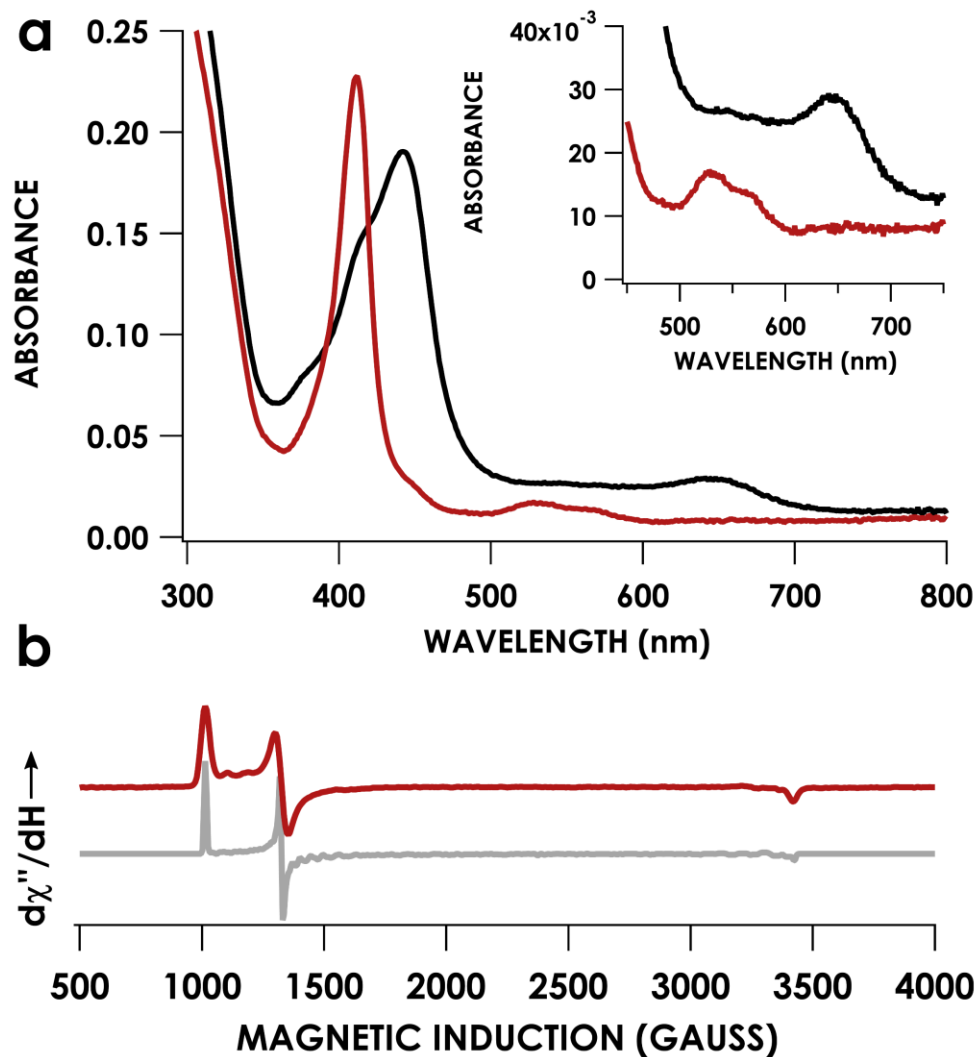 a
ABSORBANCE
0.25
0.20
0.15
0.10
0.05
0.00
300 400 500 600 700 800
WAVELENGTH (nm)
ABSORBANCE
40x10-3
30
20
10
0
500 600 700
WAVELENGTH (nm)
b
dχ''/dH
500 1000 1500 2000 2500 3000 3500 4000
MAGNETIC INDUCTION (GAUSS)